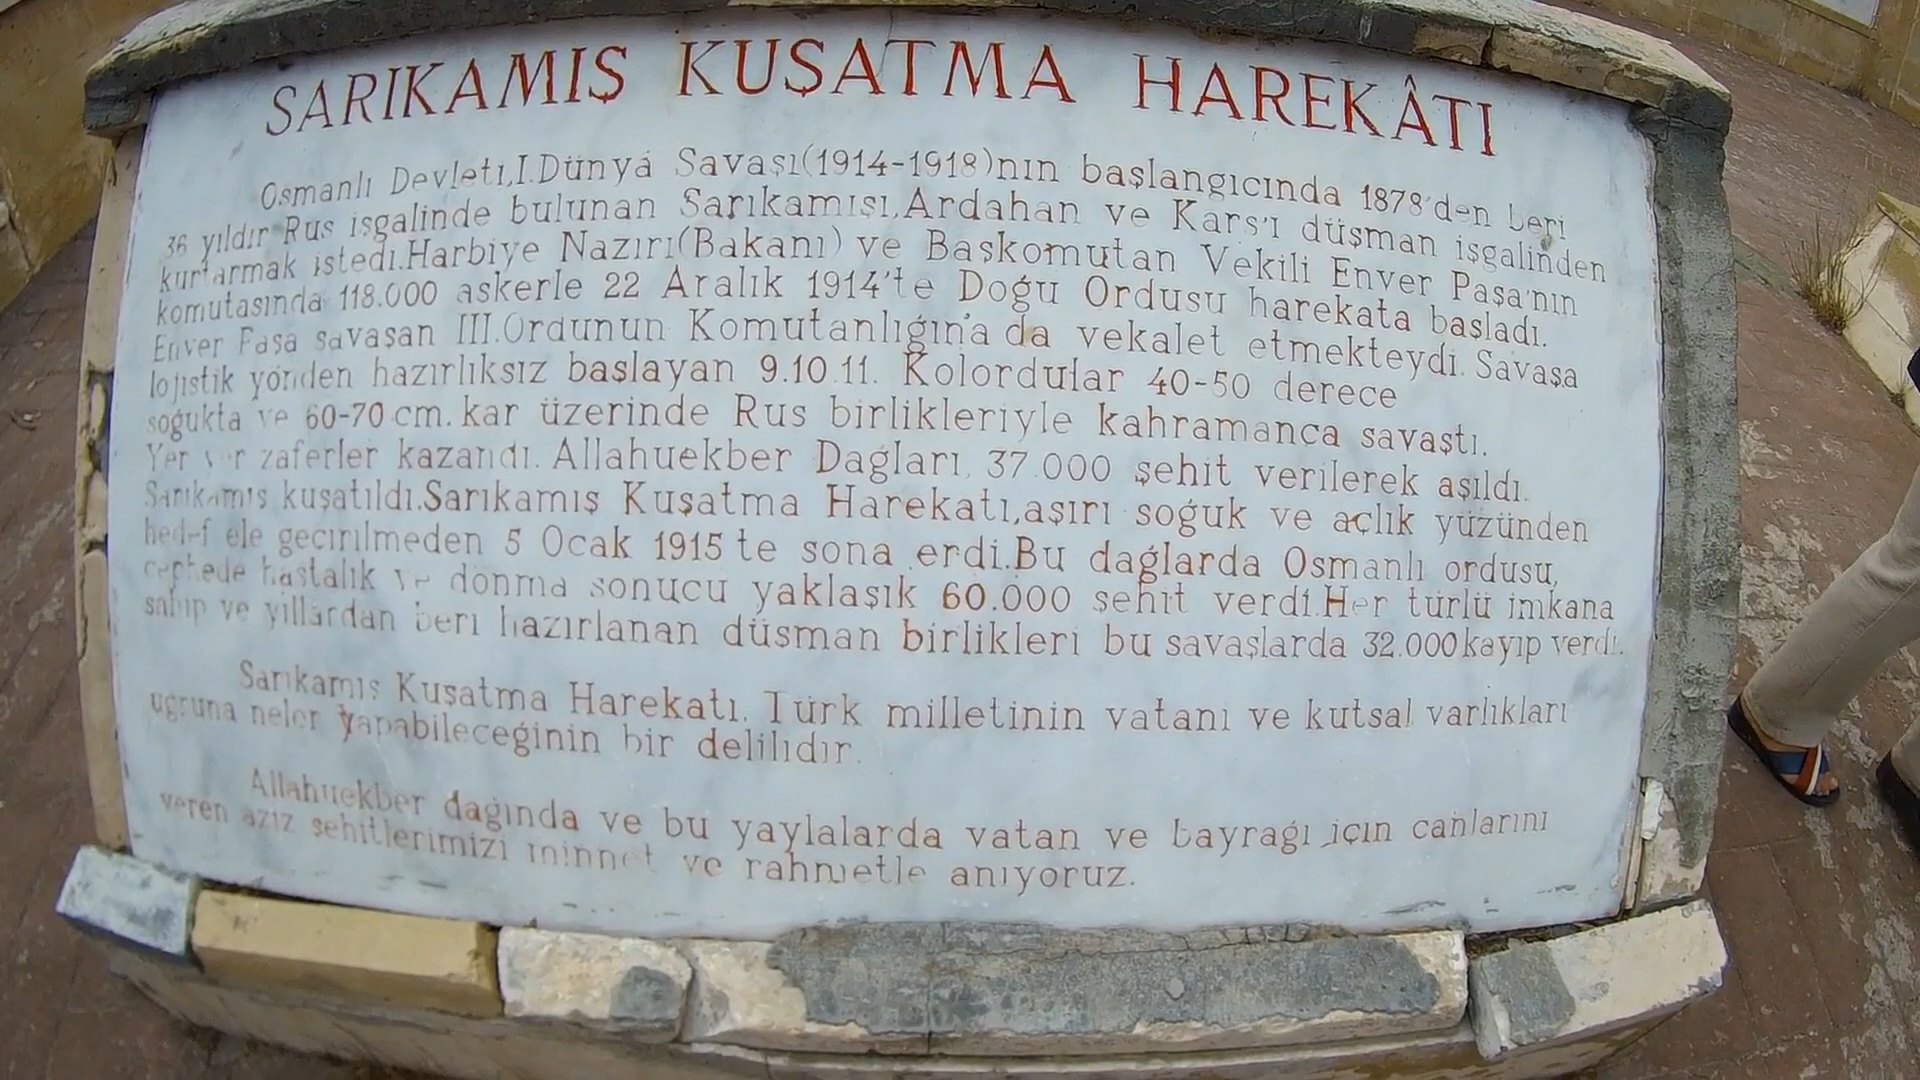 SARIKAMIŞ KUŞATMA HAREKÂTI
Osmanlı Devleti,I.Dünya Savaşı(1914-1918)nın başlangıcında 1878'den beri
36 yıldır Rus işgalinde bulunan Sarıkamışı,Ardahan ve Kars'ı düşman işgalinden
kurtarmak istedi.Harbiye Nazırı(Bakanı) ve Başkomutan Vekili Enver Paşa'nın
komutasında 118.000 askerle 22 Aralık 1914'te Doğu Ordusu harekata başladı.
Enver Paşa savaşan III.Ordunun Komutanlığın'a da vekalet etmekteydi. Savaşa
lojistik yönden hazırlıksız başlayan 9.10.11. Kolordular 40-50 derece
soğukta ve 60-70 cm. kar üzerinde Rus birlikleriyle kahramanca savaştı.
Yer yer zaferler kazandı. Allahuekber Dağları, 37.000 şehit verilerek aşıldı.
Sarıkamış kuşatıldı.Sarıkamış Kuşatma Harekatı,aşırı soğuk ve açlık yüzünden
hedef ele geçirilmeden 5 Ocak 1915 te sona erdi.Bu dağlarda Osmanlı ordusu,
cephede hastalık ve donma sonucu yaklaşık 60.000 şehit verdi.Her türlü imkana
sahip ve yıllardan beri hazırlanan düşman birlikleri bu savaşlarda 32.000 kayıp verdi.
Sarıkamış Kuşatma Harekatı, Türk milletinin vatanı ve kutsal varlıkları
uğruna neler yapabileceğinin bir delilidir.
Allahuekber dağında ve bu yaylalarda vatan ve bayrağı için canlarını
veren aziz şehitlerimizi minnet ve rahmetle anıyoruz.